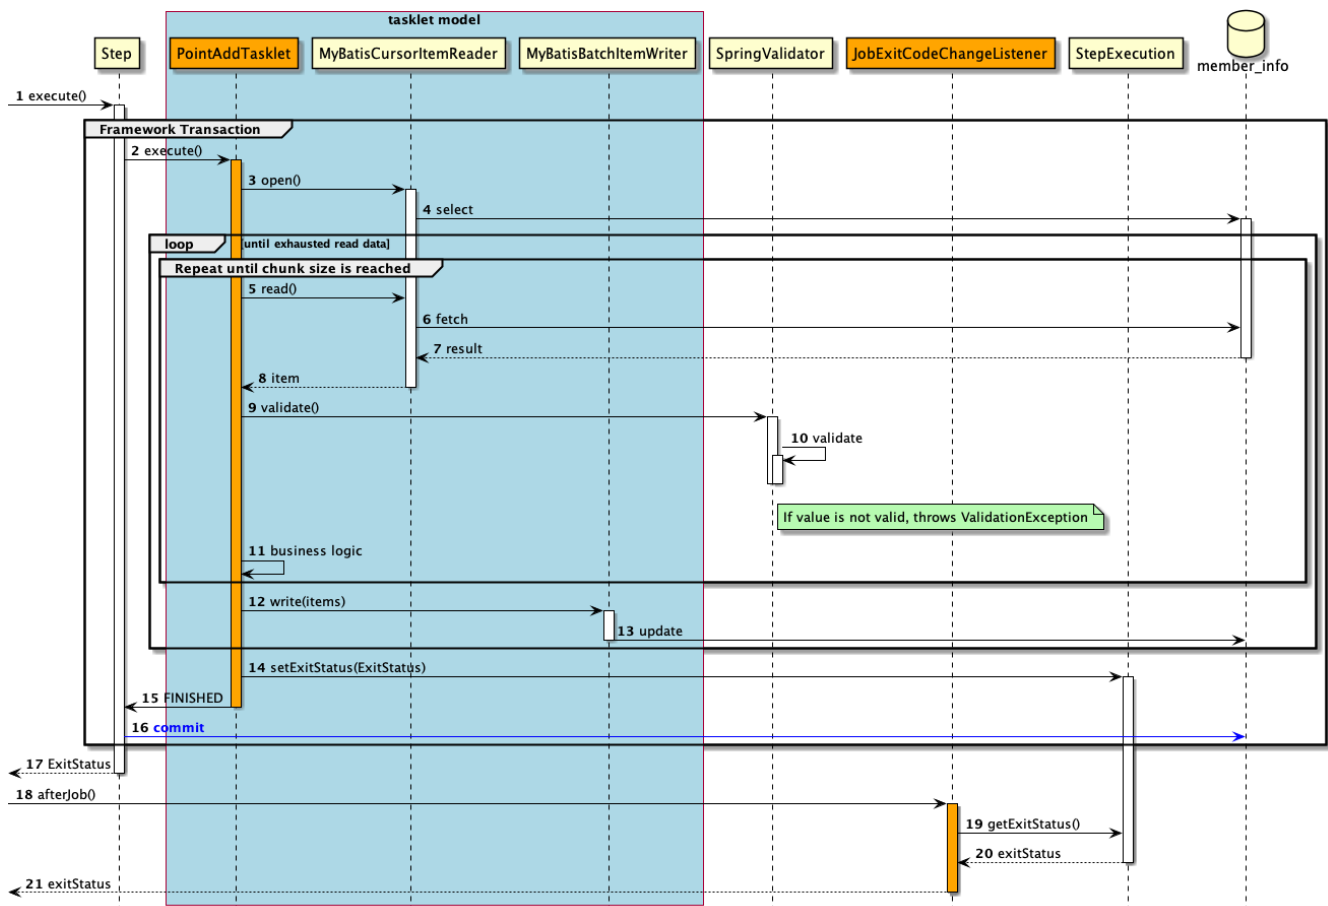 tasklet model
Step
PointAddTasklet
MyBatisCursorItemReader
MyBatisBatchItemWriter
SpringValidator
JobExitCodeChangeListener
StepExecution
member_info
1 execute()
Framework Transaction
2 execute()
3 open()
4 select
loop
[until exhausted read data]
Repeat until chunk size is reached
5 read()
6 fetch
7 result
8 item
9 validate()
10 validate
If value is not valid, throws ValidationException
11 business logic
12 write(items)
13 update
14 setExitStatus(ExitStatus)
15 FINISHED
16 commit
17 ExitStatus
18 afterJob()
19 getExitStatus()
20 exitStatus
21 exitStatus